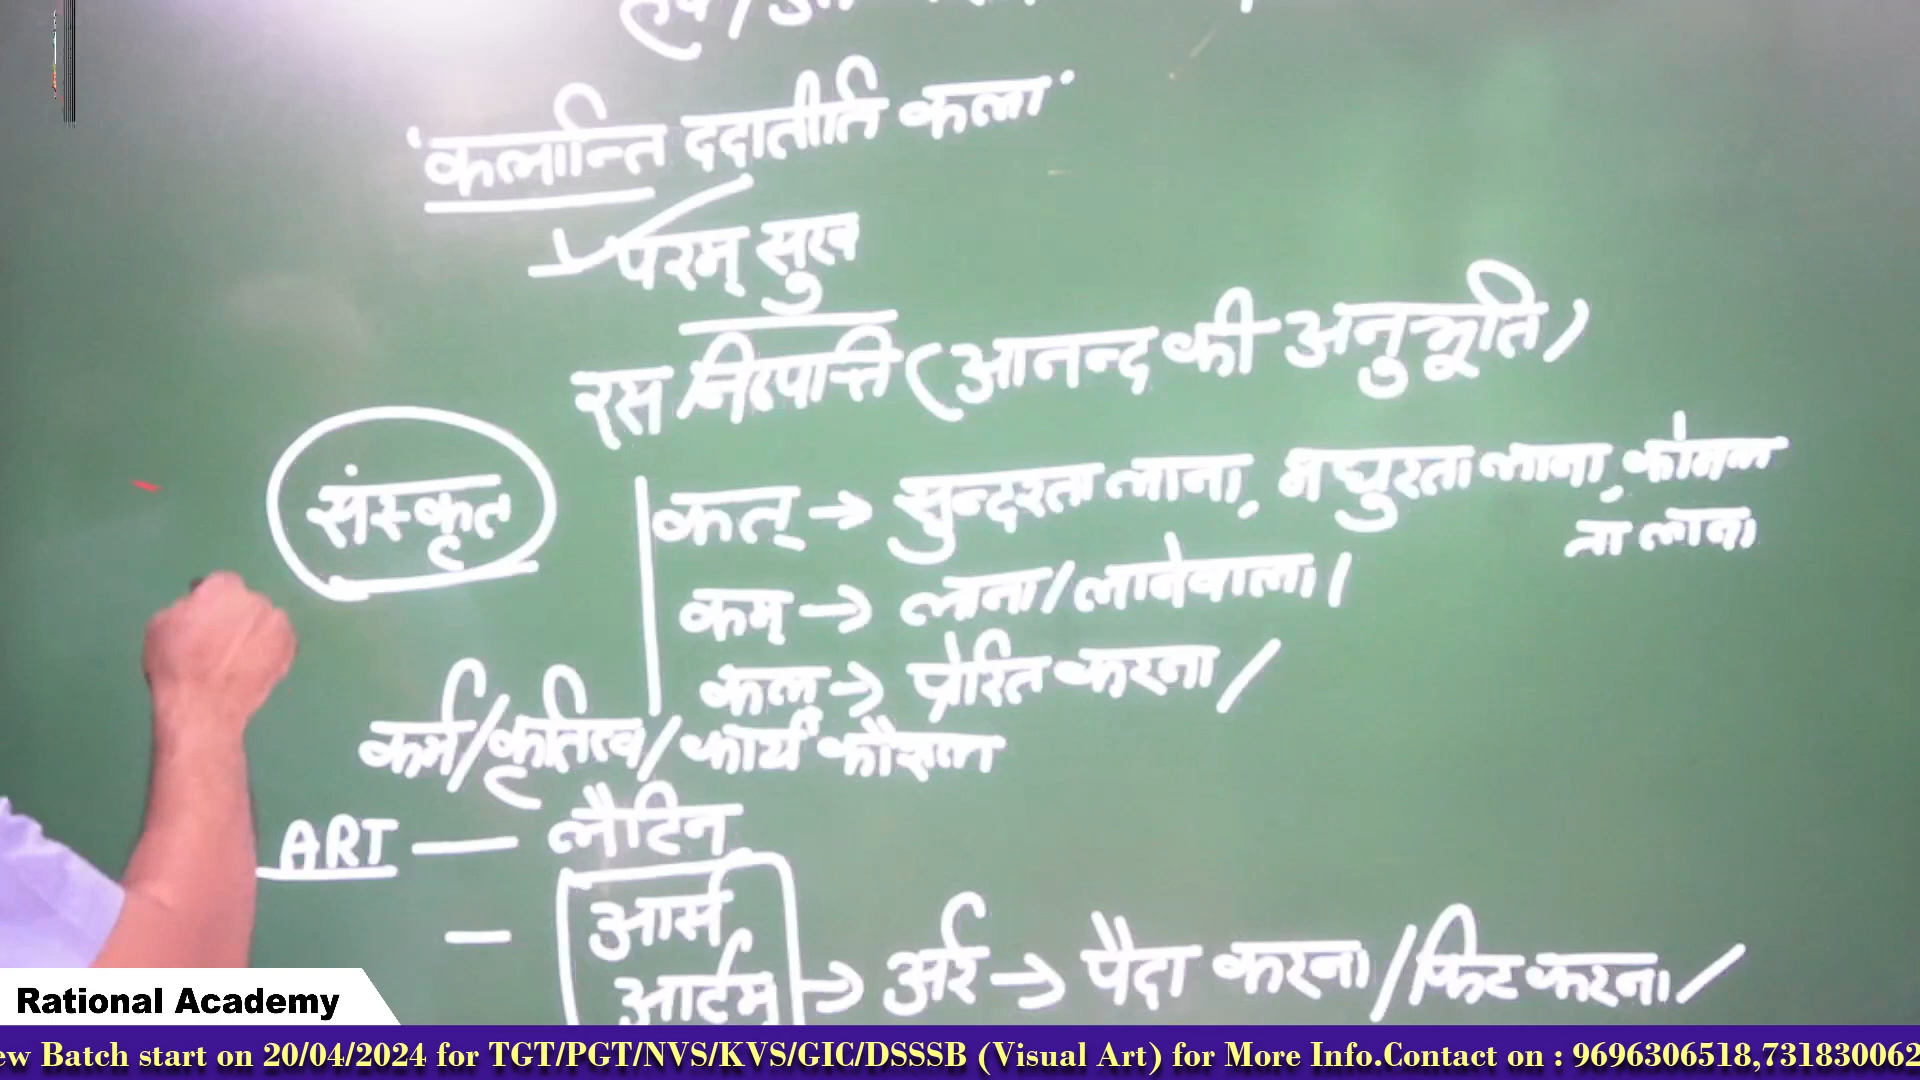 'कलान्ति ददातीति कला'
परम् सुख
रस निष्पत्ति (आनन्द की अनुभूति)
संस्कृत
कत् → सुन्दरता लाना, मधुरता लाना, कोमल
ता लाना
कम् → लाना/लानेवाला।
कल् → प्रेरित करना/
कर्म/कृतित्व/कार्य कौशल
ART — लैटिन
— आर्स
आर्टम् → अर्र → पैदा करना/फिट करना/
Rational Academy
ew Batch start on 20/04/2024 for TGT/PGT/NVS/KVS/GIC/DSSSB (Visual Art) for More Info.Contact on : 9696306518,731830062